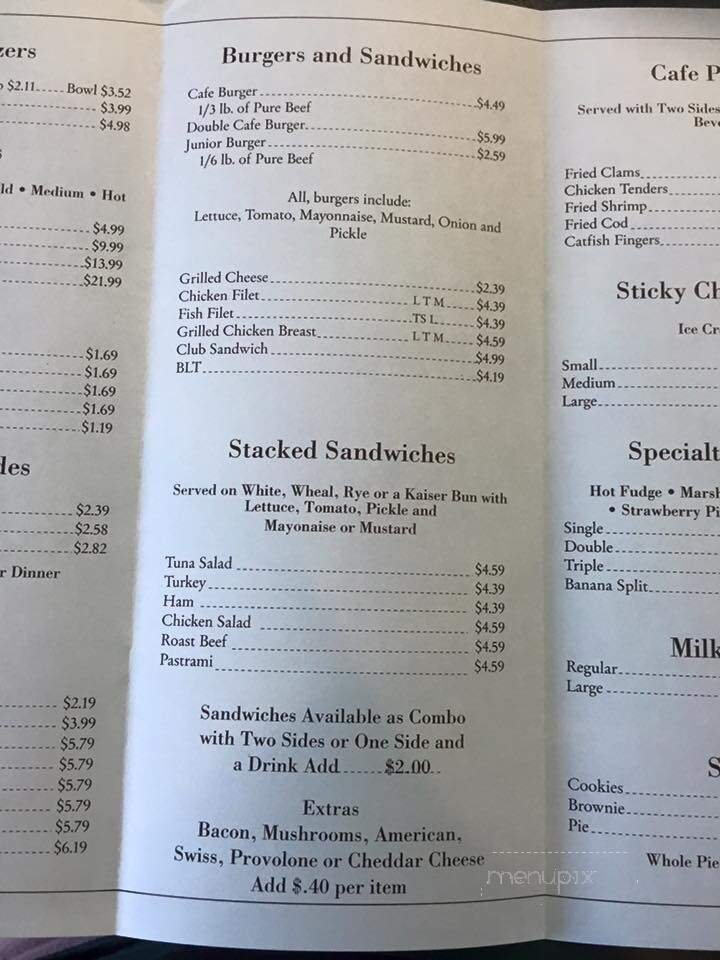 zers
$2.11 Bowl $3.52
$3.99
$4.98
ld • Medium • Hot
$4.99
$9.99
$13.99
$21.99
$1.69
$1.69
$1.69
$1.69
$1.19
des
$2.39
$2.58
$2.82
r Dinner
$2.19
$3.99
$5.79
$5.79
$5.79
$5.79
$5.79
$6.19
Burgers and Sandwiches
Cafe Burger $4.49
1/3 lb. of Pure Beef
Double Cafe Burger $5.99
Junior Burger $2.59
1/6 lb. of Pure Beef
All, burgers include:
Lettuce, Tomato, Mayonnaise, Mustard, Onion and
Pickle
Grilled Cheese $2.39
Chicken Filet L T M $4.39
Fish Filet TS L $4.39
Grilled Chicken Breast L T M $4.59
Club Sandwich $4.99
BLT $4.19
Stacked Sandwiches
Served on White, Wheal, Rye or a Kaiser Bun with
Lettuce, Tomato, Pickle and
Mayonaise or Mustard
Tuna Salad $4.59
Turkey $4.39
Ham $4.39
Chicken Salad $4.59
Roast Beef $4.59
Pastrami $4.59
Sandwiches Available as Combo
with Two Sides or One Side and
a Drink Add $2.00
Extras
Bacon, Mushrooms, American,
Swiss, Provolone or Cheddar Cheese
Add $.40 per item
Cafe P
Served with Two Sides
Beve
Fried Clams
Chicken Tenders
Fried Shrimp
Fried Cod
Catfish Fingers
Sticky Ch
Ice Cr
Small
Medium
Large
Specialt
Hot Fudge • Marsh
• Strawberry Pi
Single
Double
Triple
Banana Split
Milk
Regular
Large
S
Cookies
Brownie
Pie
Whole Pie
menupix